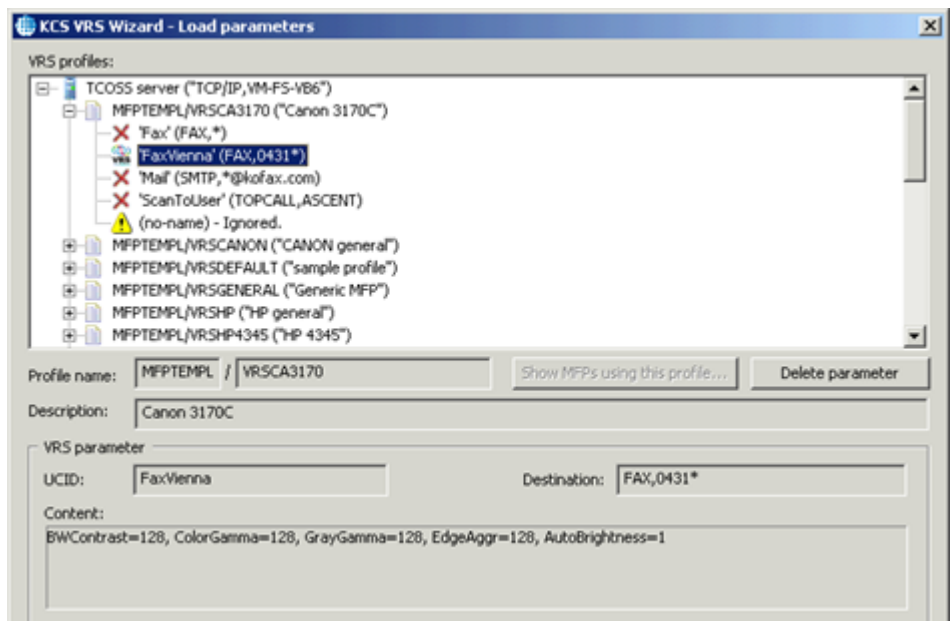 KCS VRS Wizard - Load parameters
VRS profiles:
TCOSS server ("TCP/IP,VM-FS-VB6")
MFPTEMPL/VRSCA3170 ("Canon 3170C")
'Fax' (FAX,*)
VRS 'FaxVienna' (FAX,0431*)
'Mail' (SMTP,*@kofax.com)
'ScanToUser' (TOPCALL,ASCENT)
(no-name) - Ignored.
MFPTEMPL/VRSCANON ("CANON general")
MFPTEMPL/VRSDEFAULT ("sample profile")
MFPTEMPL/VRSGENERAL ("Generic MFP")
MFPTEMPL/VRSHP ("HP general")
MFPTEMPL/VRSHP4345 ("HP 4345")
Profile name: MFPTEMPL / VRSCA3170 Show MFPs using this profile... Delete parameter
Description: Canon 3170C
VRS parameter
UCID: FaxVienna Destination: FAX,0431*
Content:
BWContrast=128, ColorGamma=128, GrayGamma=128, EdgeAggr=128, AutoBrightness=1